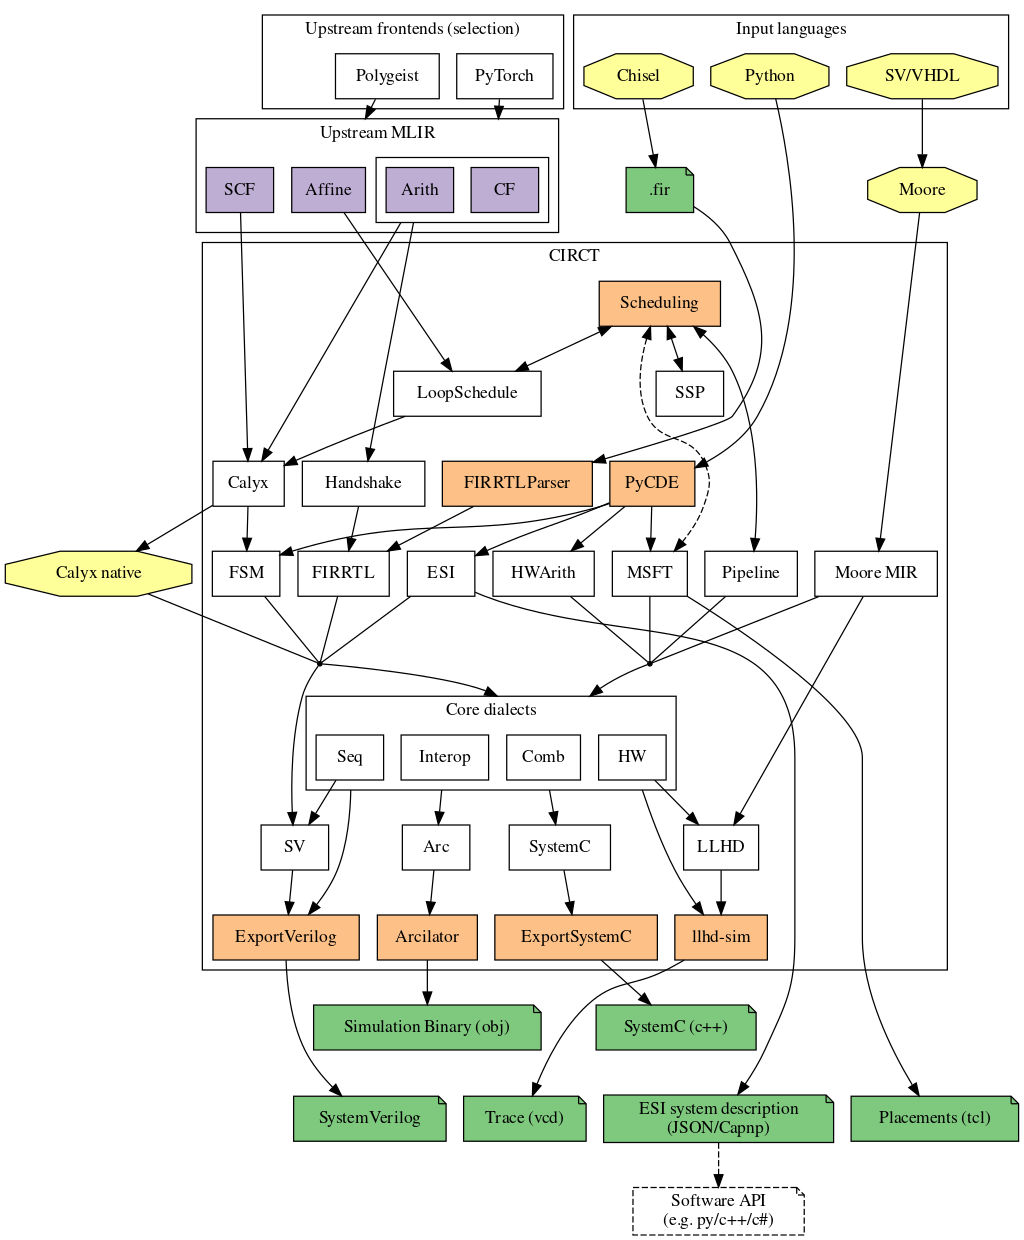 Upstream frontends (selection)
Input languages
Polygeist
PyTorch
Chisel
Python
SV/VHDL
Upstream MLIR
SCF
Affine
Arith
CF
.fir
Moore
CIRCT
Scheduling
LoopSchedule
SSP
Calyx
Handshake
FIRRTLParser
PyCDE
Calyx native
FSM
FIRRTL
ESI
HWArith
MSFT
Pipeline
Moore MIR
Core dialects
Seq
Interop
Comb
HW
SV
Arc
SystemC
LLHD
ExportVerilog
Arcilator
ExportSystemC
llhd-sim
Simulation Binary (obj)
SystemC (c++)
SystemVerilog
Trace (vcd)
ESI system description
(JSON/Capnp)
Placements (tcl)
Software API
(e.g. py/c++/c#)